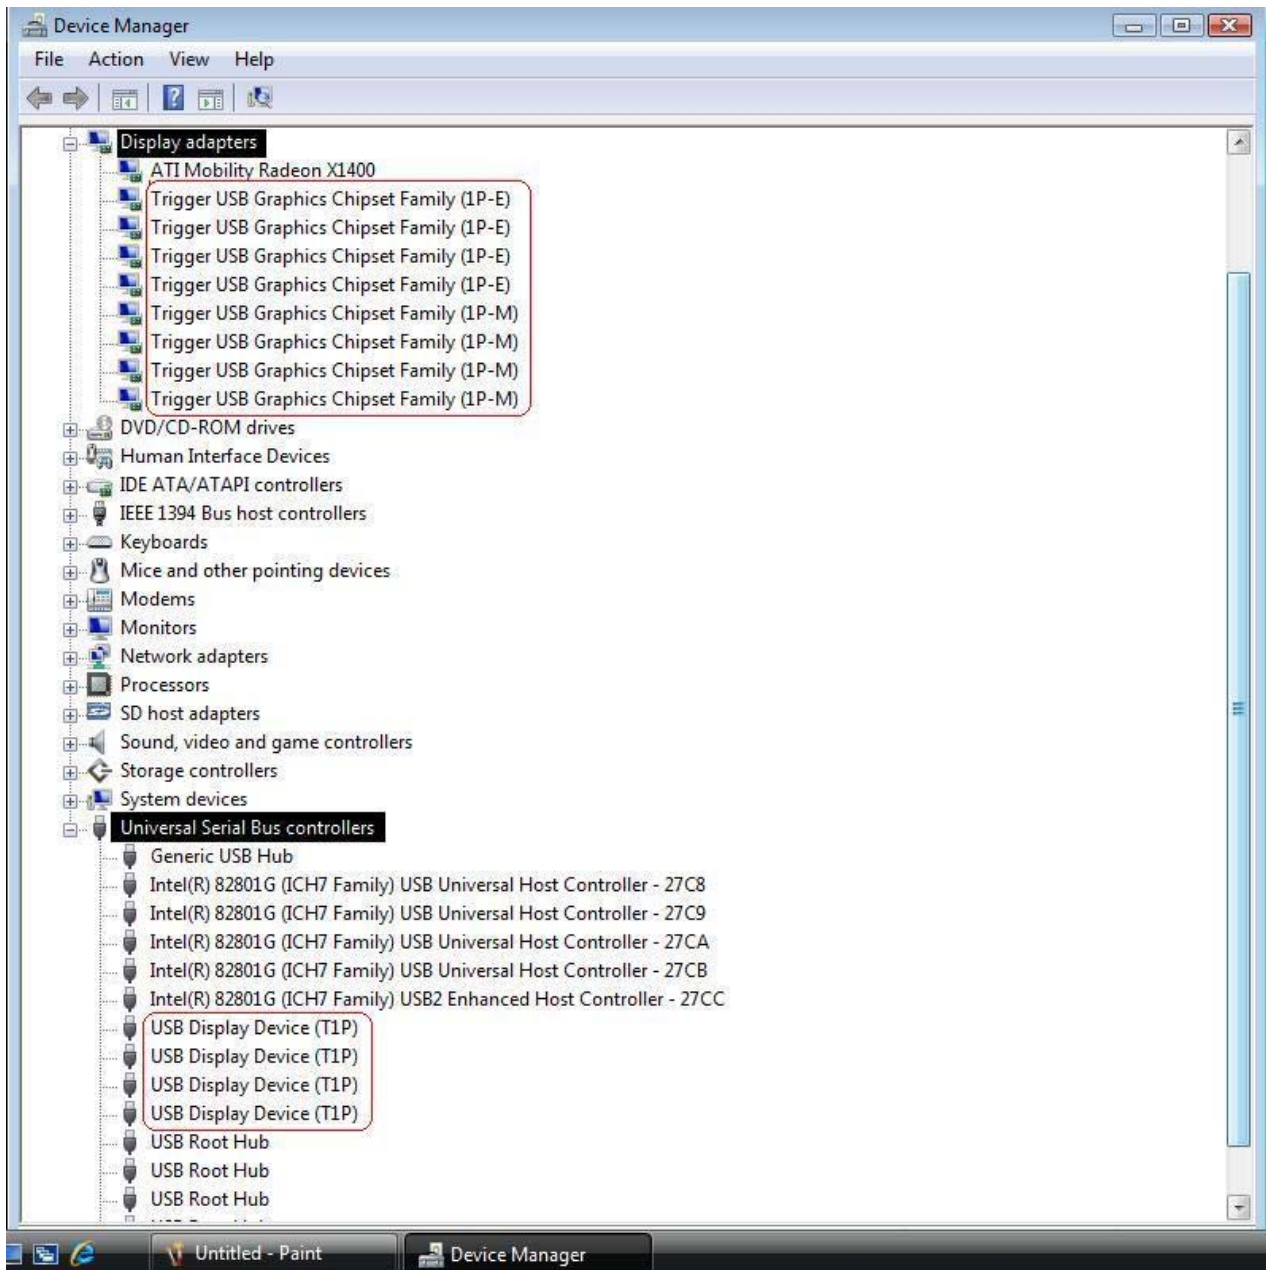 Device Manager
File Action View Help
Display adapters
ATI Mobility Radeon X1400
Trigger USB Graphics Chipset Family (1P-E)
Trigger USB Graphics Chipset Family (1P-E)
Trigger USB Graphics Chipset Family (1P-E)
Trigger USB Graphics Chipset Family (1P-E)
Trigger USB Graphics Chipset Family (1P-M)
Trigger USB Graphics Chipset Family (1P-M)
Trigger USB Graphics Chipset Family (1P-M)
Trigger USB Graphics Chipset Family (1P-M)
DVD/CD-ROM drives
Human Interface Devices
IDE ATA/ATAPI controllers
IEEE 1394 Bus host controllers
Keyboards
Mice and other pointing devices
Modems
Monitors
Network adapters
Processors
SD host adapters
Sound, video and game controllers
Storage controllers
System devices
Universal Serial Bus controllers
Generic USB Hub
Intel(R) 82801G (ICH7 Family) USB Universal Host Controller - 27C8
Intel(R) 82801G (ICH7 Family) USB Universal Host Controller - 27C9
Intel(R) 82801G (ICH7 Family) USB Universal Host Controller - 27CA
Intel(R) 82801G (ICH7 Family) USB Universal Host Controller - 27CB
Intel(R) 82801G (ICH7 Family) USB2 Enhanced Host Controller - 27CC
USB Display Device (T1P)
USB Display Device (T1P)
USB Display Device (T1P)
USB Display Device (T1P)
USB Root Hub
USB Root Hub
USB Root Hub
Untitled - Paint
Device Manager